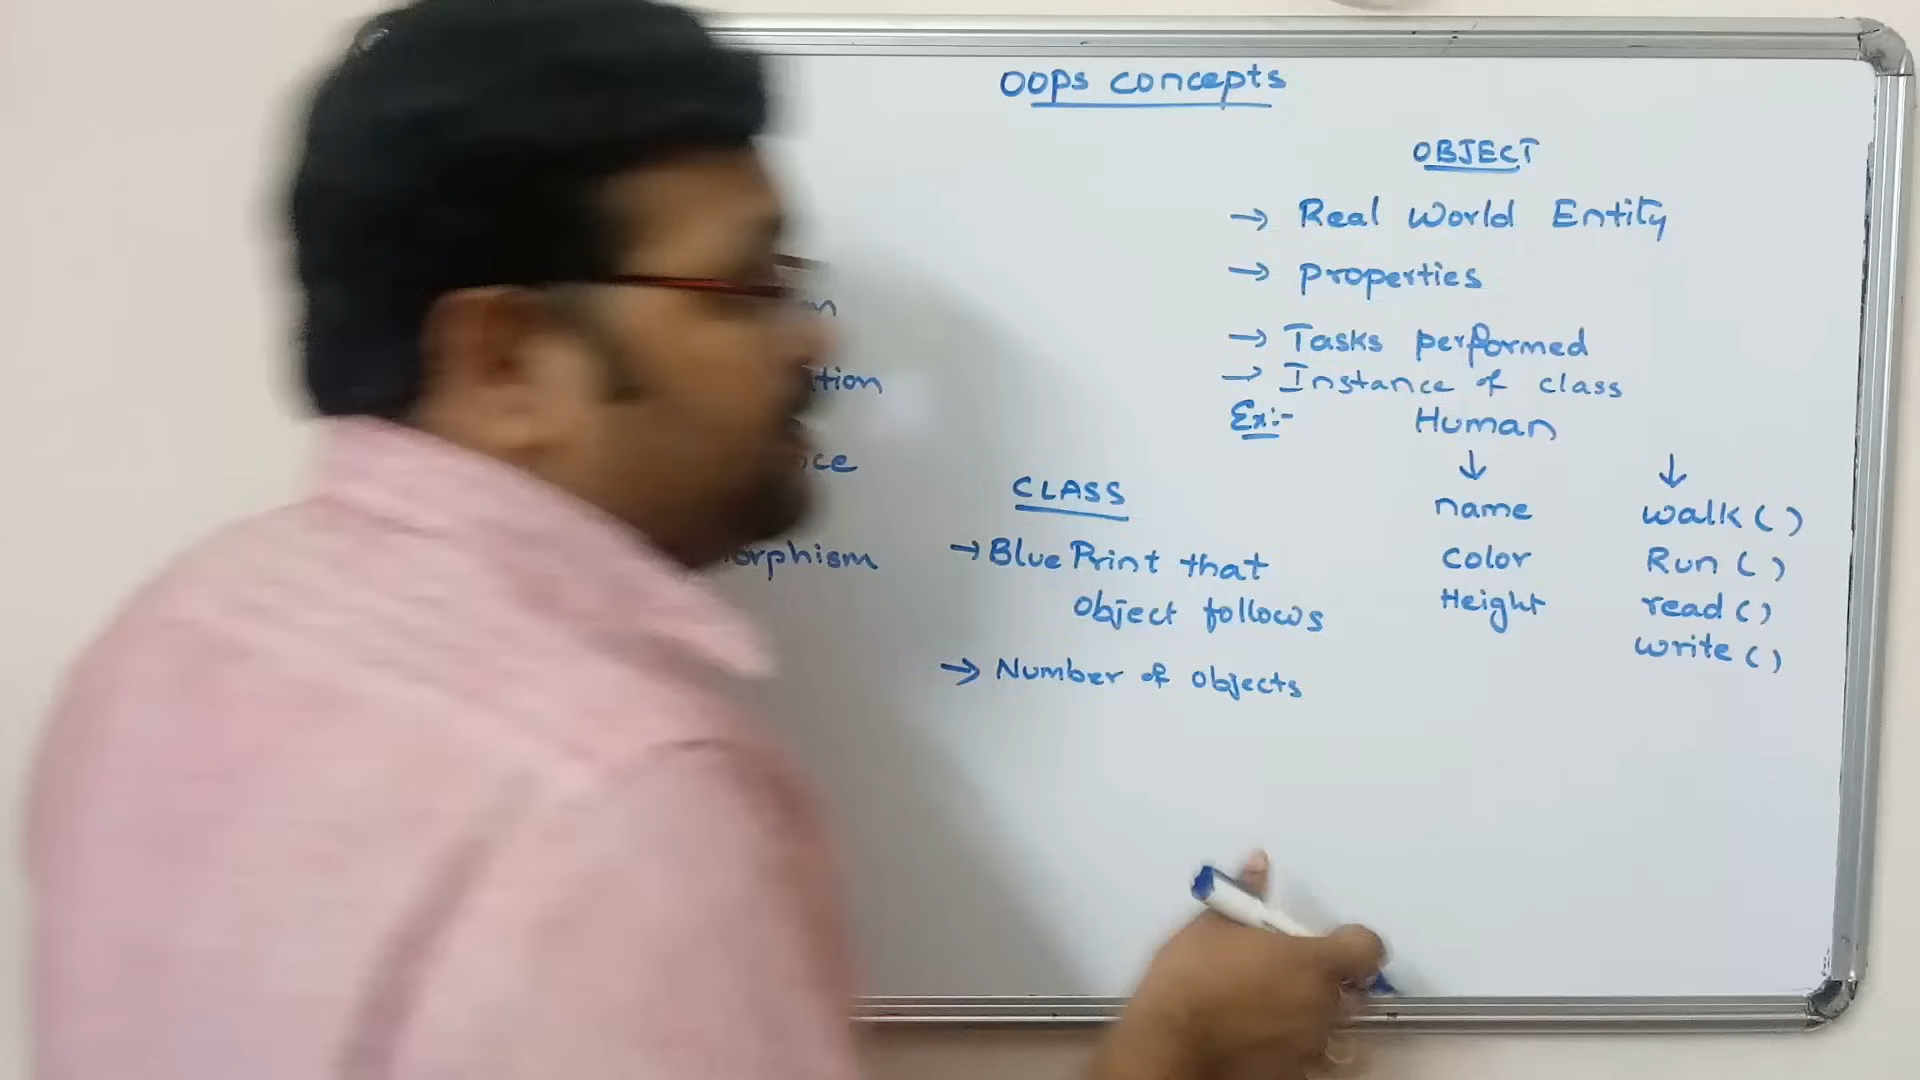 Oops concepts
OBJECT
→ Real World Entity
→ properties
→ Tasks performed
→ Instance of class
Ex:- Human
↓ ↓
name walk ( )
color Run ( )
Height read ( )
write ( )
CLASS
→ Blue Print that
object follows
→ Number of objects